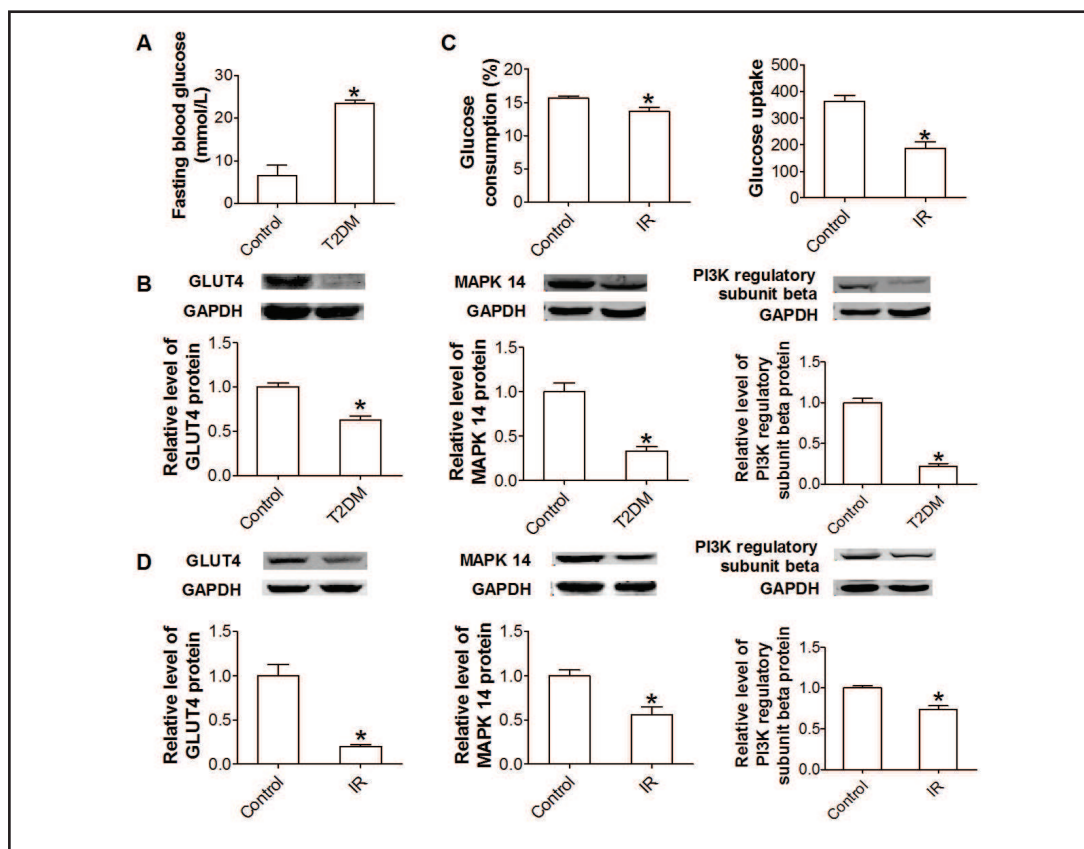 A
Fasting blood glucose
(mmol/L)
30
20
10
0
*
Control
T2DM
C
Glucose
consumption (%)
20
15
10
5
0
*
Control
IR
Glucose uptake
500
400
300
200
100
0
*
Control
IR
B
GLUT4
GAPDH
Relative level of
GLUT4 protein
1.5
1.0
0.5
0.0
*
Control
T2DM
MAPK 14
GAPDH
Relative level of
MAPK 14 protein
1.5
1.0
0.5
0.0
*
Control
T2DM
PI3K regulatory
subunit beta
GAPDH
Relative level of
PI3K regulatory
subunit beta protein
1.5
1.0
0.5
0.0
*
Control
T2DM
D
GLUT4
GAPDH
Relative level of
GLUT4 protein
1.5
1.0
0.5
0.0
*
Control
IR
MAPK 14
GAPDH
Relative level of
MAPK 14 protein
1.5
1.0
0.5
0.0
*
Control
IR
PI3K regulatory
subunit beta
GAPDH
Relative level of
PI3K regulatory
subunit beta protein
1.5
1.0
0.5
0.0
*
Control
IR